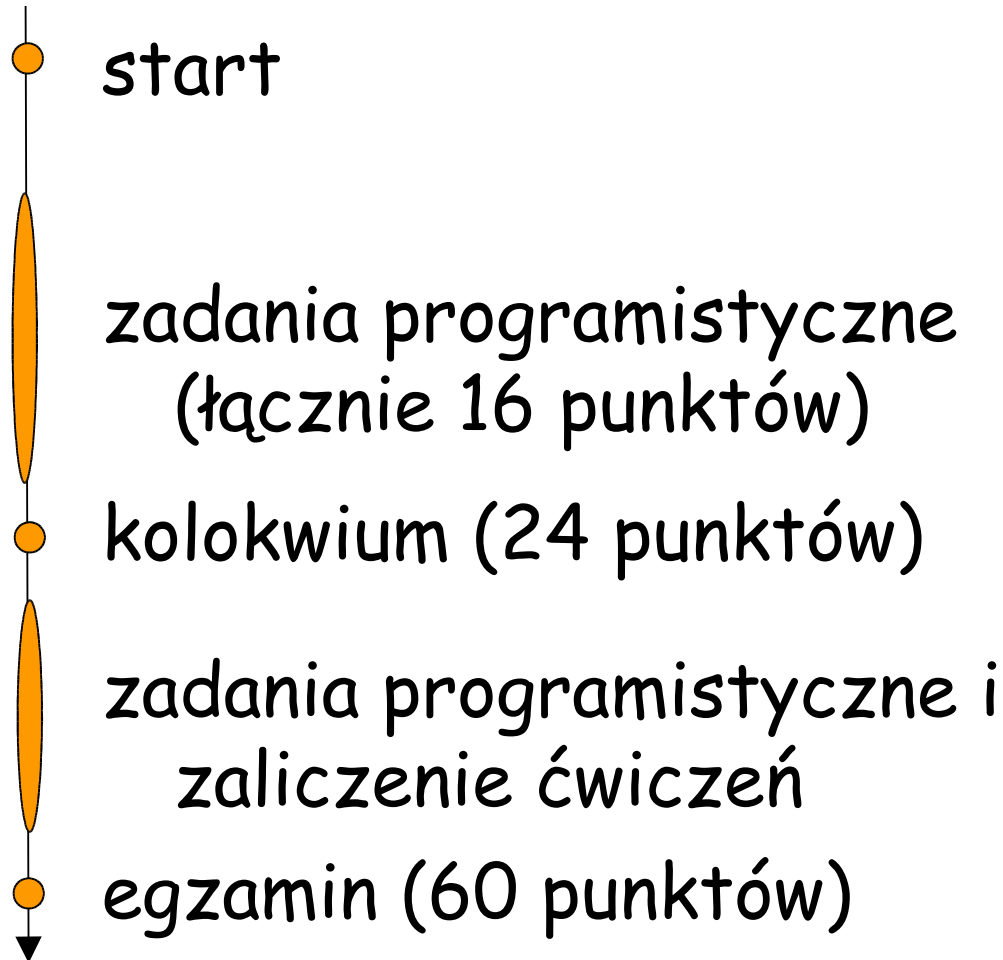 start
zadania programistyczne
(łącznie 16 punktów)
kolokwium (24 punktów)
zadania programistyczne i
zaliczenie ćwiczeń
egzamin (60 punktów)